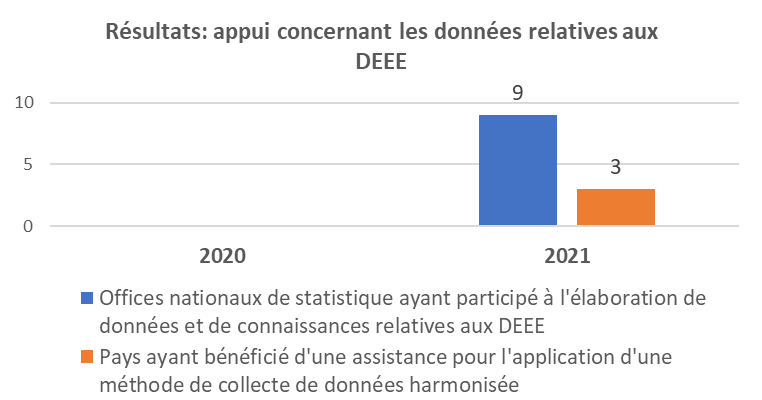 Résultats: appui concernant les données relatives aux
DEEE
9
10
3
5
0
2020
2021
Offices nationaux de statistique ayant participé à l'élaboration de
données et de connaissances relatives aux DEEE
Pays ayant bénéficié d'une assistance pour l'application d'une
méthode de collecte de données harmonisée